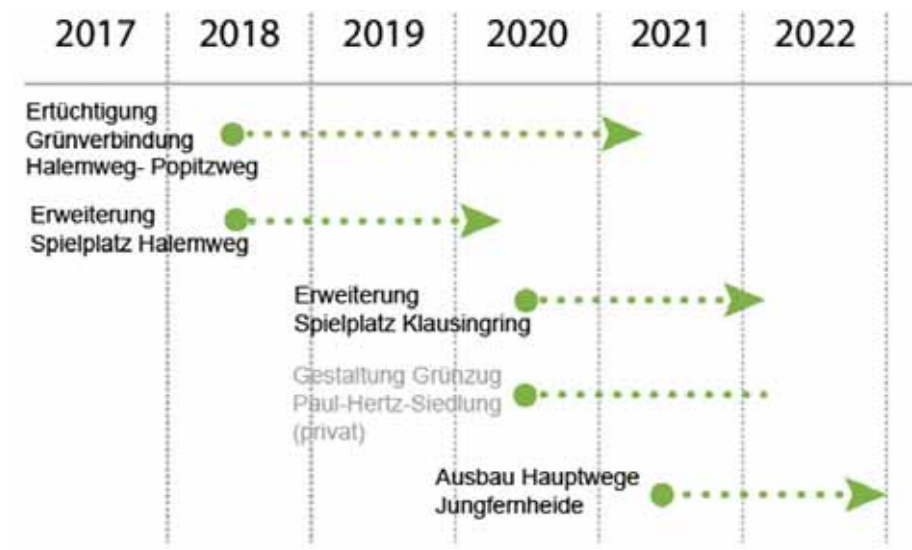 2017 2018 2019 2020 2021 2022
Ertüchtigung
Grünverbindung
Halemweg- Popitzweg
Erweiterung
Spielplatz Halemweg
Erweiterung
Spielplatz Klausingring
Gestaltung Grünzug
Paul-Hertz-Siedlung
(privat)
Ausbau Hauptwege
Jungfernheide